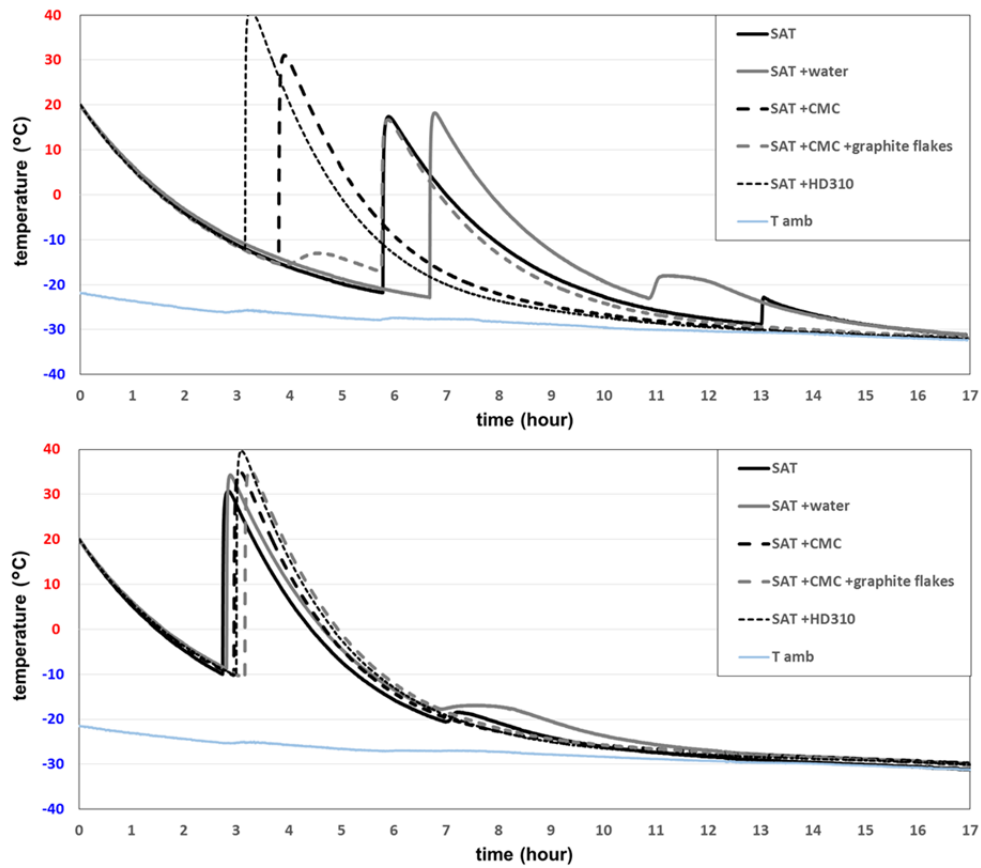 40
30
20
10
0
-10
-20
-30
-40
temperature (°C)
SAT
SAT +water
SAT +CMC
SAT +CMC +graphite flakes
SAT +HD310
T amb
0 1 2 3 4 5 6 7 8 9 10 11 12 13 14 15 16 17
time (hour)
40
30
20
10
0
-10
-20
-30
-40
temperature (°C)
SAT
SAT +water
SAT +CMC
SAT +CMC +graphite flakes
SAT +HD310
T amb
0 1 2 3 4 5 6 7 8 9 10 11 12 13 14 15 16 17
time (hour)